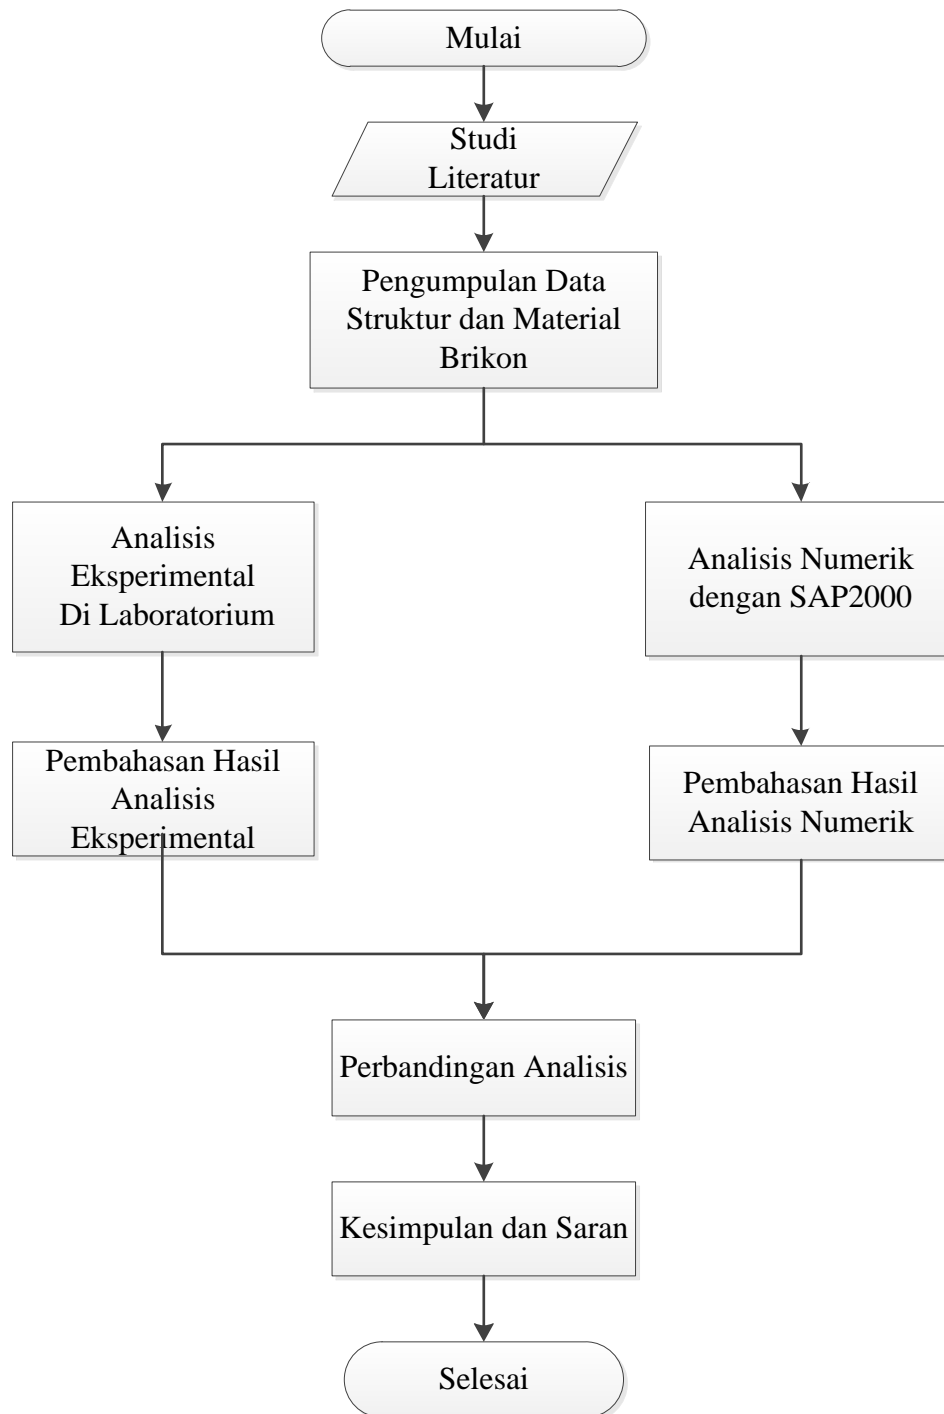 Mulai
Studi
Literatur
Pengumpulan Data
Struktur dan Material
Brikon
Analisis
Eksperimental
Di Laboratorium
Analisis Numerik
dengan SAP2000
Pembahasan Hasil
Analisis
Eksperimental
Pembahasan Hasil
Analisis Numerik
Perbandingan Analisis
Kesimpulan dan Saran
Selesai